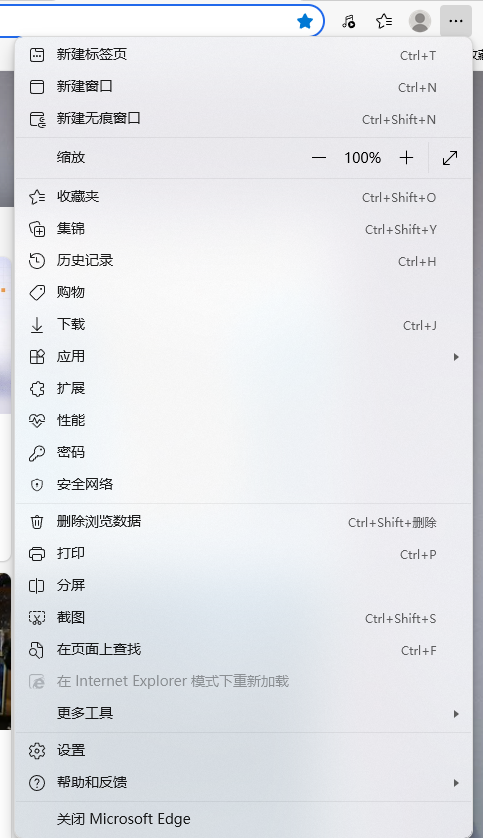 新建标签页 Ctrl+T
新建窗口 Ctrl+N
新建无痕窗口 Ctrl+Shift+N
缩放 — 100% +
收藏夹 Ctrl+Shift+O
集锦 Ctrl+Shift+Y
历史记录 Ctrl+H
购物
下载 Ctrl+J
应用
扩展
性能
密码
安全网络
删除浏览数据 Ctrl+Shift+删除
打印 Ctrl+P
分屏
截图 Ctrl+Shift+S
在页面上查找 Ctrl+F
在 Internet Explorer 模式下重新加载
更多工具
设置
帮助和反馈
关闭 Microsoft Edge